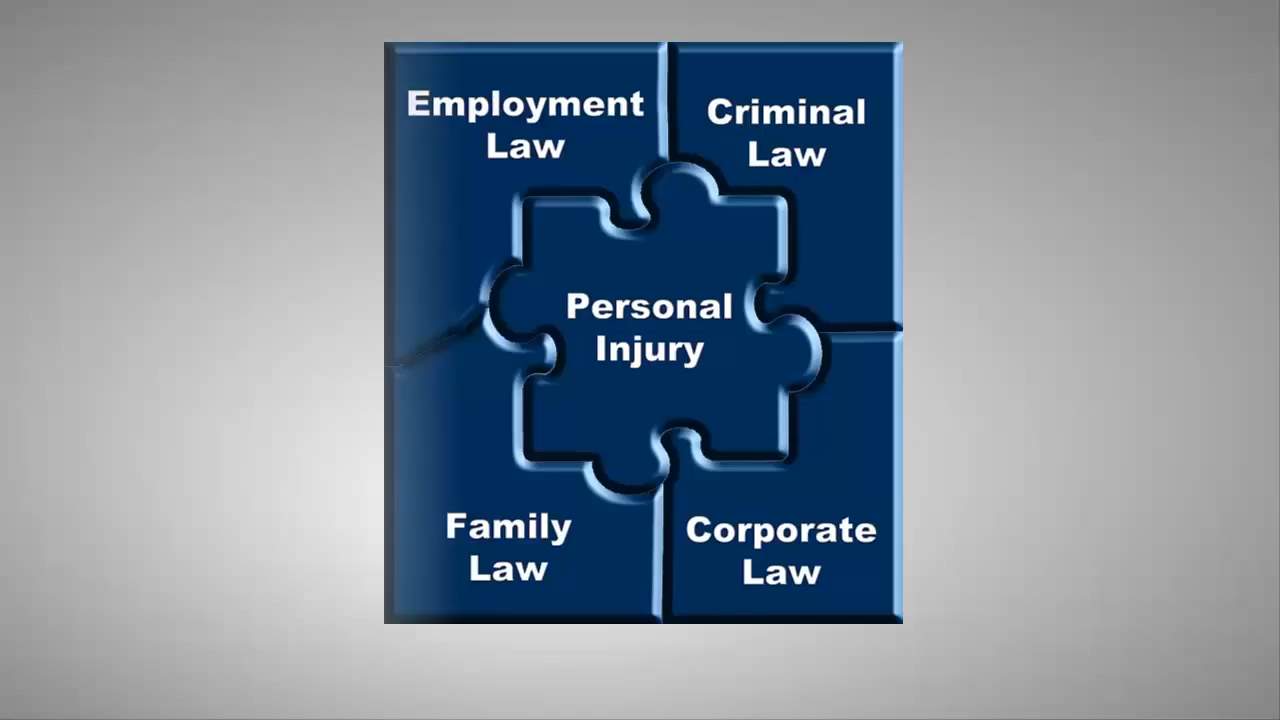 Employment
Law
Criminal
Law
Personal
Injury
Family
Law
Corporate
Law